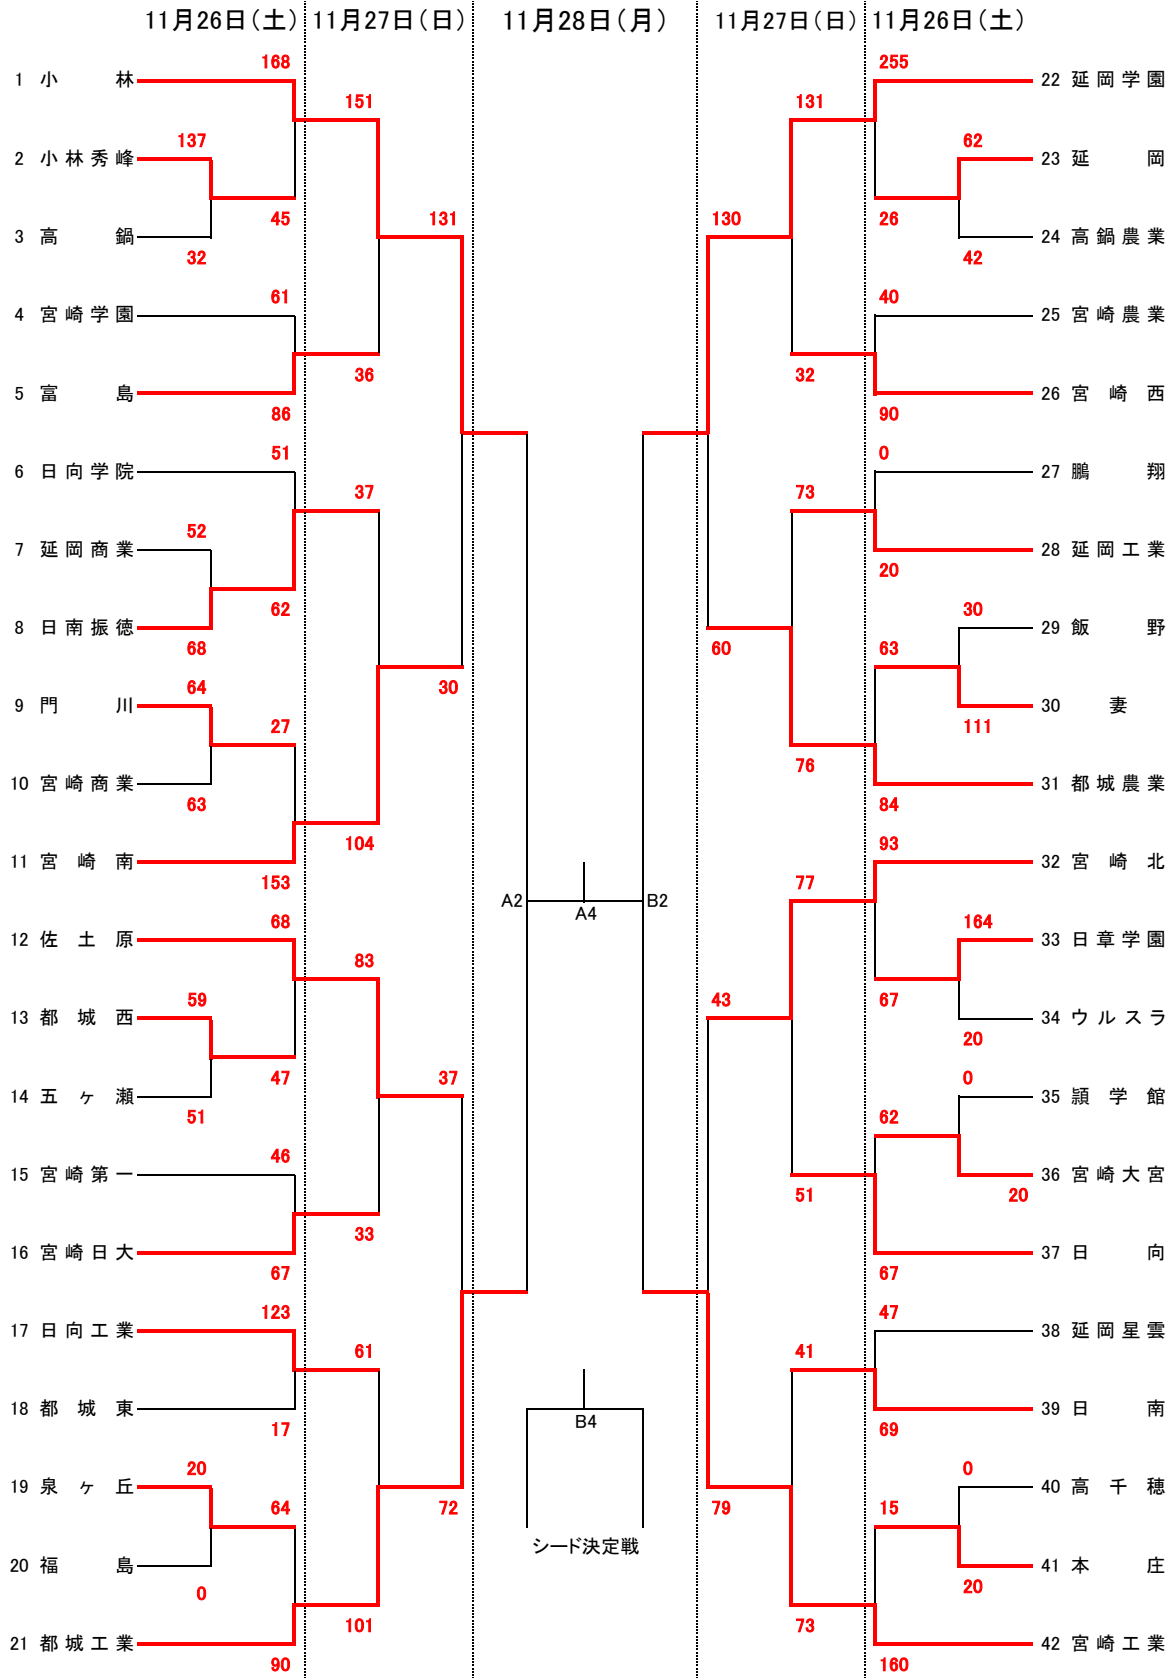 11月26日(土) 11月27日(日) 11月28日(月) 11月27日(日) 11月26日(土)
168 255
1 小林 22 延岡学園
151 131
137 62
2 小林秀峰 23 延岡
45 131 130 26
3 高鍋 24 高鍋農業
32 42
61 40
4 宮崎学園 25 宮崎農業
36 32
5 富島 26 宮崎西
86 90
51 0
6 日向学院 27 鵬翔
37 73
52
7 延岡商業 28 延岡工業
20
62 30
8 日南振徳 29 飯野
68 60 63
64 30
9 門川 30 妻
27 111
76
10 宮崎商業 31 都城農業
63 84
104 93
11 宮崎南 32 宮崎北
153 77
A2 A4 B2
68 164
12 佐土原 33 日章学園
83
59 43 67
13 都城西 34 ウルスラ
20
47 37 0
14 五ヶ瀬 35 頴学館
51 62
46
15 宮崎第一 36 宮崎大宮
51 20
33
16 宮崎日大 37 日向
67 67
123 47
17 日向工業 38 延岡星雲
61 41
18 都城東 B4 39 日南
17 69
20 0
19 泉ヶ丘 40 高千穂
64 72 79 15
シード決定戦
20 福島 41 本庄
0 20
101 73
21 都城工業 42 宮崎工業
90 160